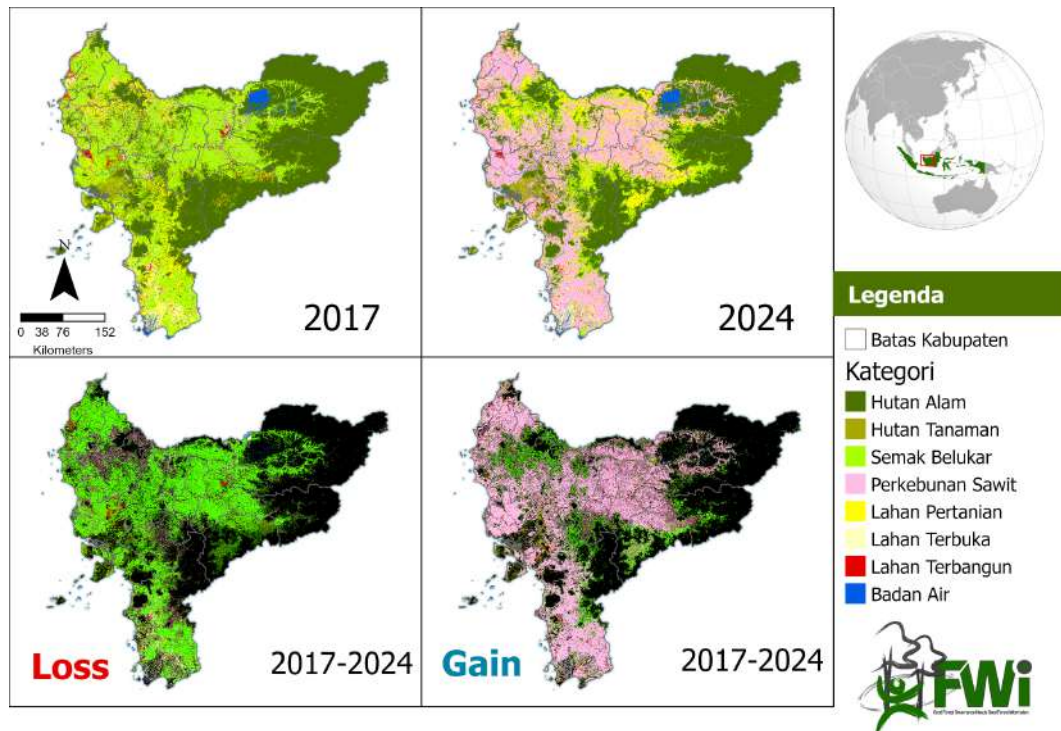 2017
N
0 38 76 152
Kilometers
2024
Loss
2017-2024
Gain
2017-2024
Legenda
Batas Kabupaten
Kategori
Hutan Alam
Hutan Tanaman
Semak Belukar
Perkebunan Sawit
Lahan Pertanian
Lahan Terbuka
Lahan Terbangun
Badan Air
FWi